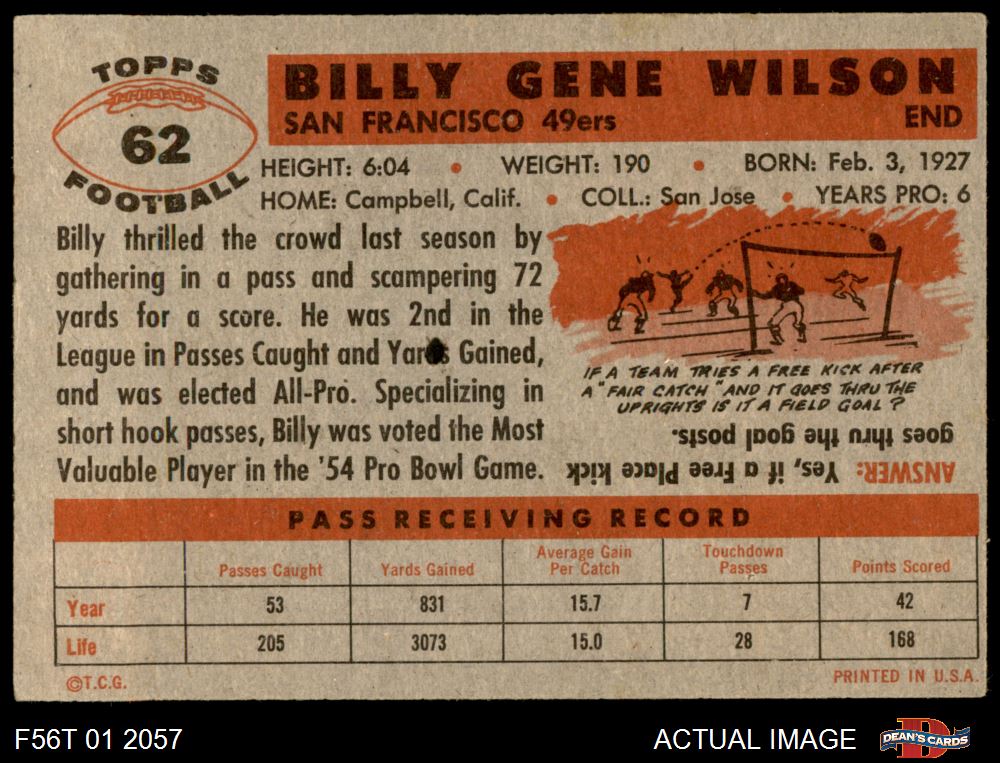 TOPPS
62
FOOTBALL
BILLY GENE WILSON
SAN FRANCISCO 49ers END
HEIGHT: 6:04 • WEIGHT: 190 • BORN: Feb. 3, 1927
HOME: Campbell, Calif. • COLL.: San Jose • YEARS PRO: 6
Billy thrilled the crowd last season by
gathering in a pass and scampering 72
yards for a score. He was 2nd in the
League in Passes Caught and Yards Gained,
and was elected All-Pro. Specializing in
short hook passes, Billy was voted the Most
Valuable Player in the '54 Pro Bowl Game.
IF A TEAM TRIES A FREE KICK AFTER
A "FAIR CATCH" AND IT GOES THRU THE
UPRIGHTS IS IT A FIELD GOAL?
ANSWER: Yes, if a Free Place kick
goes thru the goal posts.
PASS RECEIVING RECORD
Passes Caught Yards Gained Average Gain Per Catch Touchdown Passes Points Scored
Year 53 831 15.7 7 42
Life 205 3073 15.0 28 168
©T.C.G. PRINTED IN U.S.A.
F56T 01 2057 ACTUAL IMAGE D DEAN'S CARDS